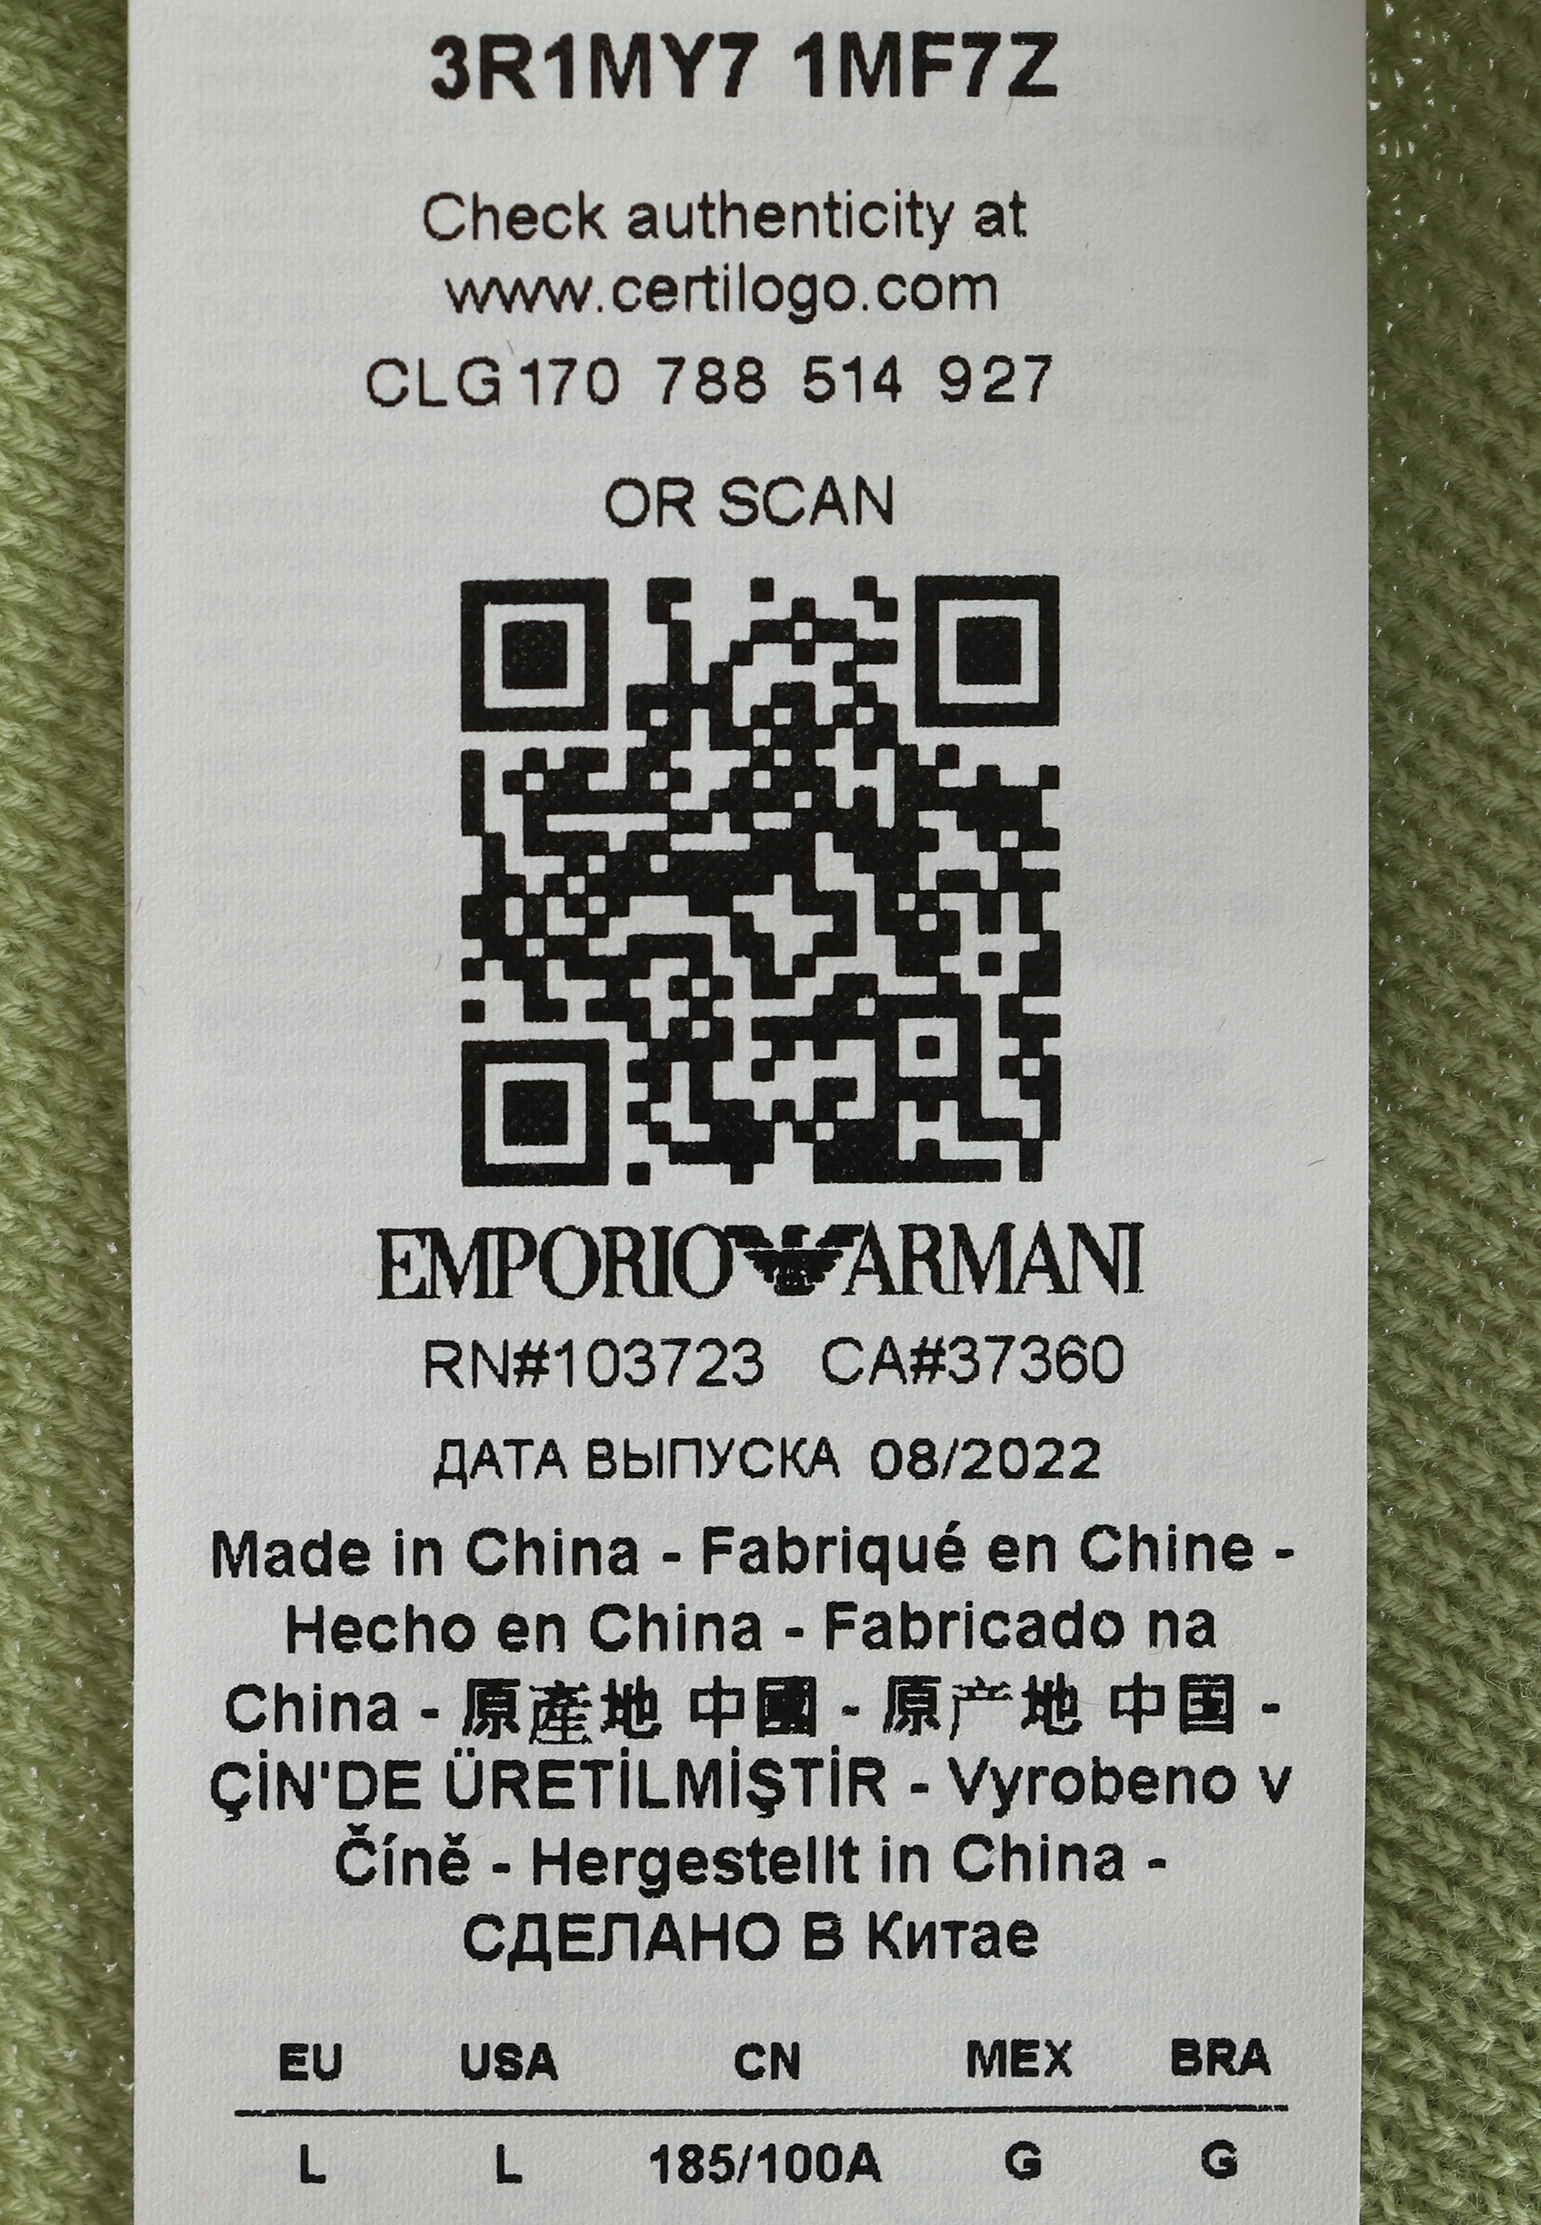 3R1MY7 1MF7Z
Check authenticity at
www.certilogo.com
CLG 170 788 514 927
OR SCAN
EMPORIO ARMANI
RN#103723 CA#37360
ДАТА ВЫПУСКА 08/2022
Made in China - Fabriqué en Chine -
Hecho en China - Fabricado na
China - 原產地 中國 - 原产地 中国 -
ÇİN'DE ÜRETİLMİŞTİR - Vyrobeno v
Číně - Hergestellt in China -
СДЕЛАНО В Китае
EU USA CN MEX BRA
L L 185/100A G G